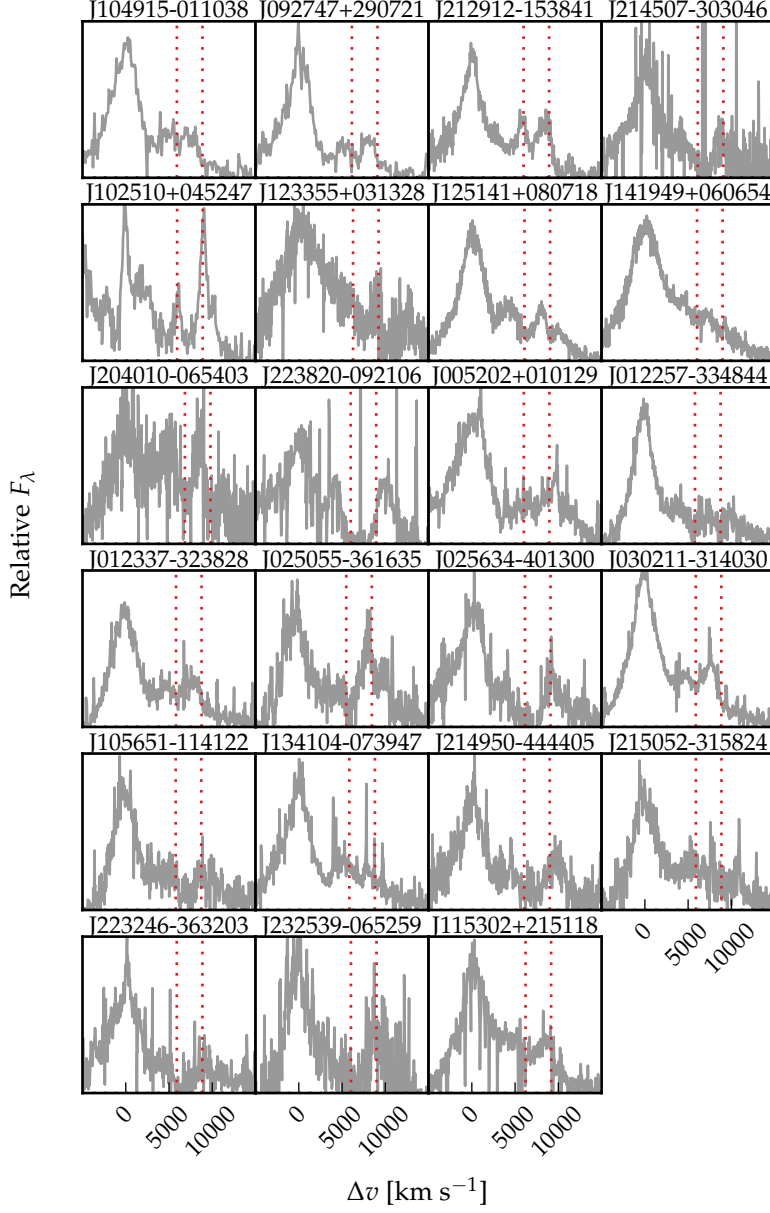 J104915-011038 J092747+290721 J212912-153841 J214507-303046
J102510+045247 J123355+031328 J125141+080718 J141949+060654
J204010-065403 J223820-092106 J005202+010129 J012257-334844
J012337-323828 J025055-361635 J025634-401300 J030211-314030
J105651-114122 J134104-073947 J214950-444405 J215052-315824
0 5000 10000
J223246-363203 J232539-065259 J115302+215118
0 5000 10000 0 5000 10000 0 5000 10000
Relative Fλ
Δv [km s⁻¹]